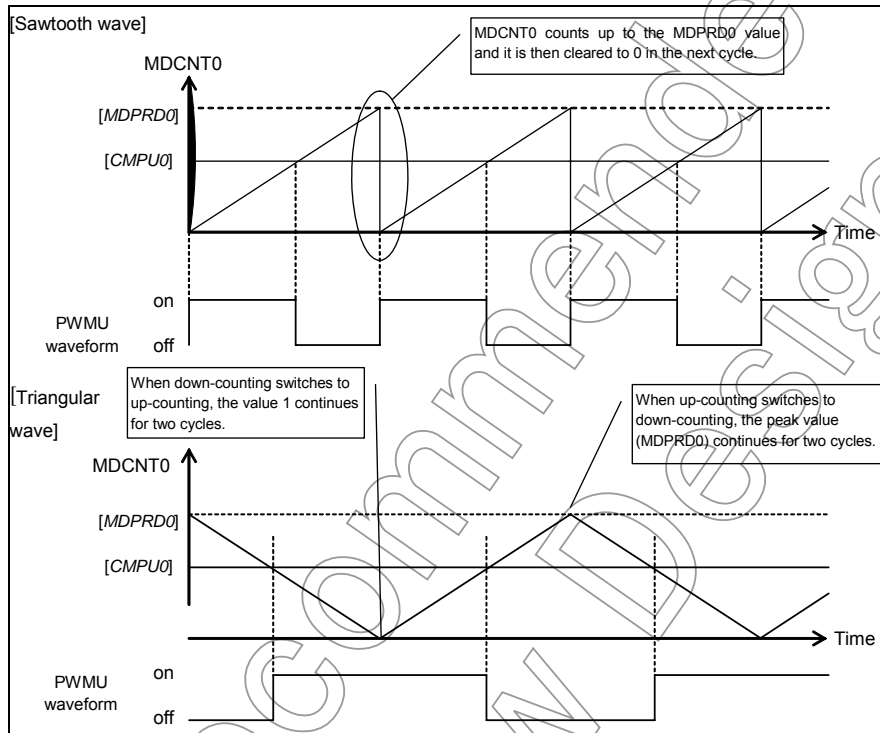 [Sawtooth wave]
MDCNT0
MDCNT0 counts up to the MDPRD0 value
and it is then cleared to 0 in the next cycle.
[MDPRD0]
[CMPU0]
Time
on
PWMU
waveform
off
[Triangular
wave]
When down-counting switches to
up-counting, the value 1 continues
for two cycles.
When up-counting switches to
down-counting, the peak value
(MDPRD0) continues for two cycles.
MDCNT0
[MDPRD0]
[CMPU0]
Time
on
PWMU
waveform
off
commende
w Design